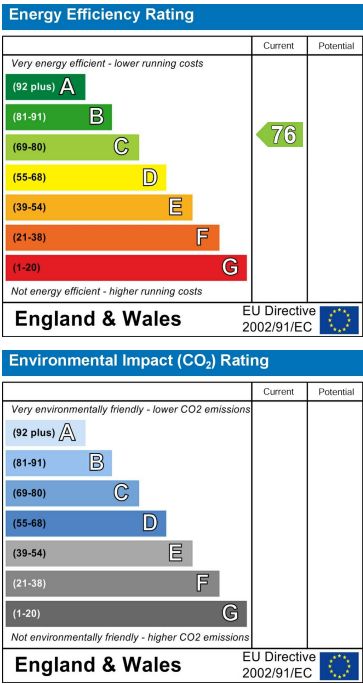 Energy Efficiency Rating
Current Potential
Very energy efficient - lower running costs
(92 plus) A
(81-91) B
(69-80) C
76
(55-68) D
(39-54) E
(21-38) F
(1-20) G
Not energy efficient - higher running costs
England & Wales
EU Directive
2002/91/EC
Environmental Impact (CO₂) Rating
Current Potential
Very environmentally friendly - lower CO2 emissions
(92 plus) A
(81-91) B
(69-80) C
(55-68) D
(39-54) E
(21-38) F
(1-20) G
Not environmentally friendly - higher CO2 emissions
England & Wales
EU Directive
2002/91/EC